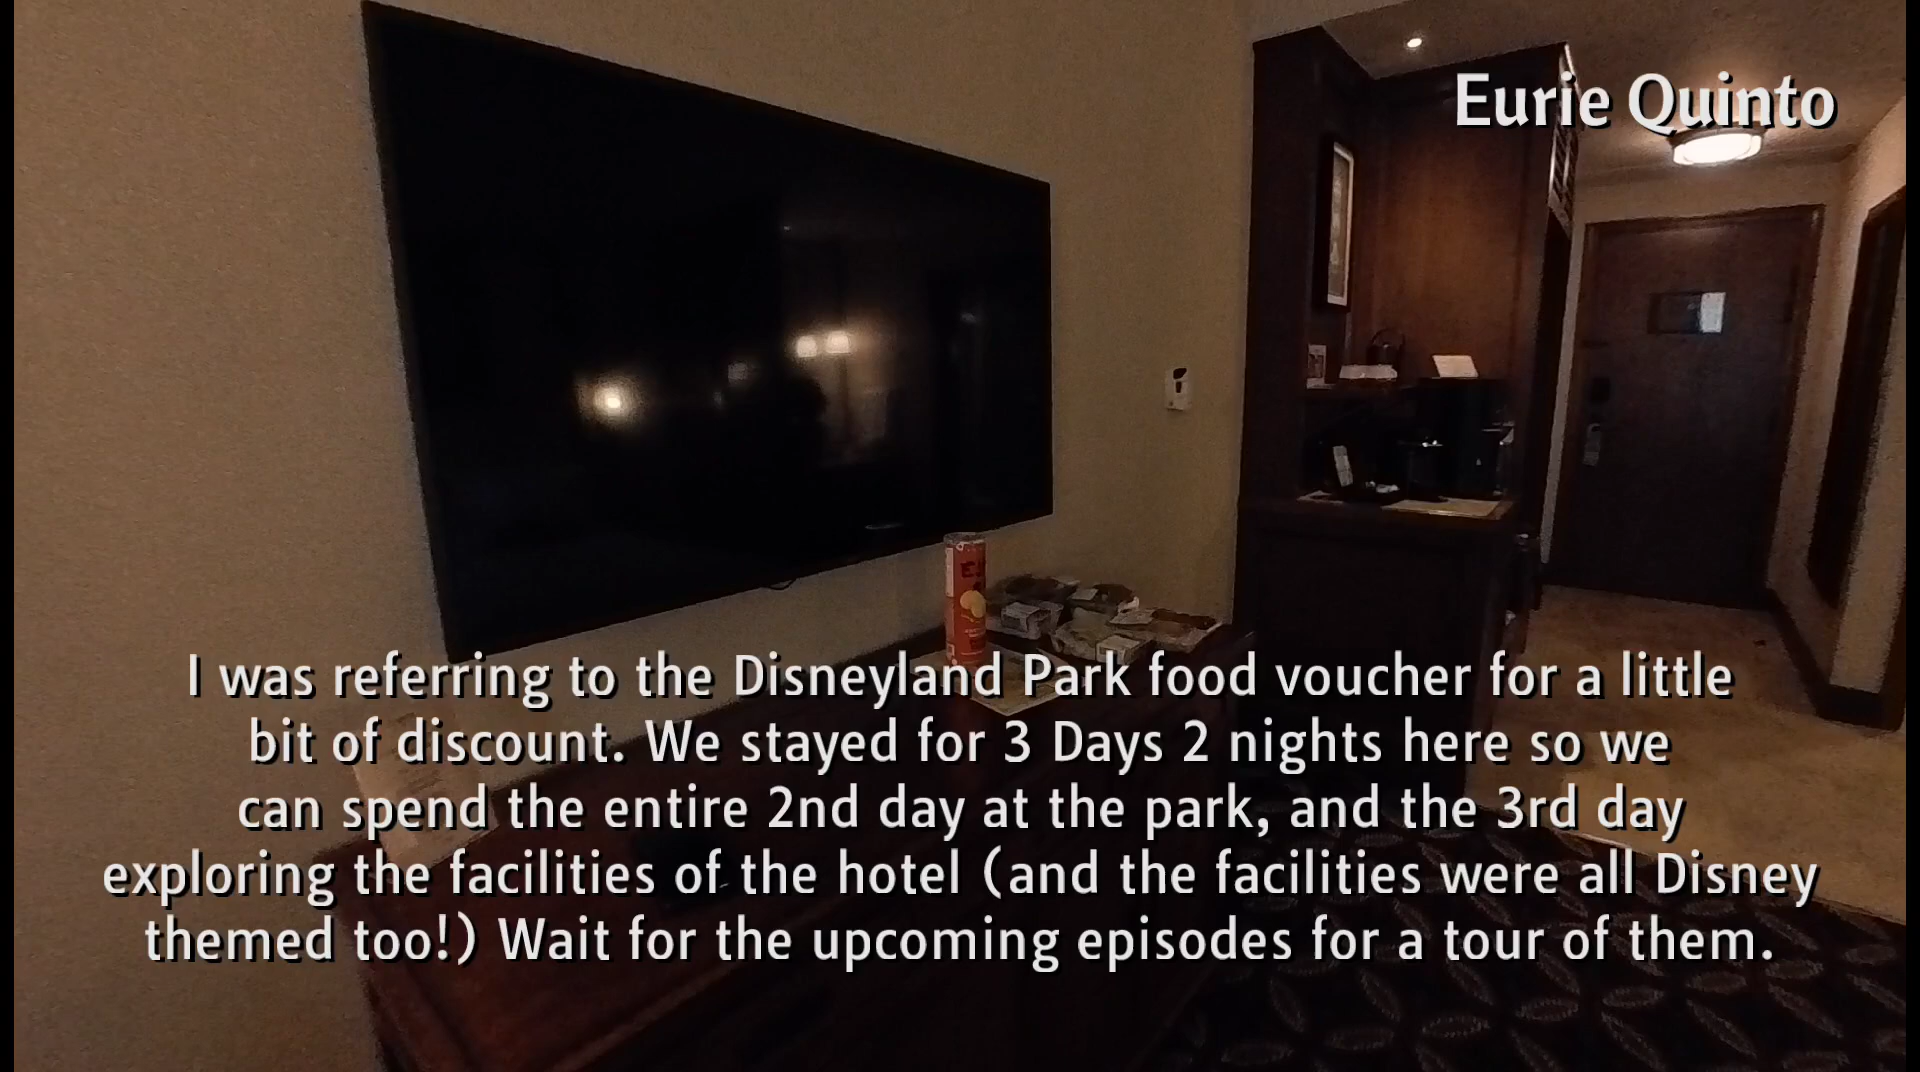 Eurie Quinto
I was referring to the Disneyland Park food voucher for a little
bit of discount. We stayed for 3 Days 2 nights here so we
can spend the entire 2nd day at the park, and the 3rd day
exploring the facilities of the hotel (and the facilities were all Disney
themed too!) Wait for the upcoming episodes for a tour of them.